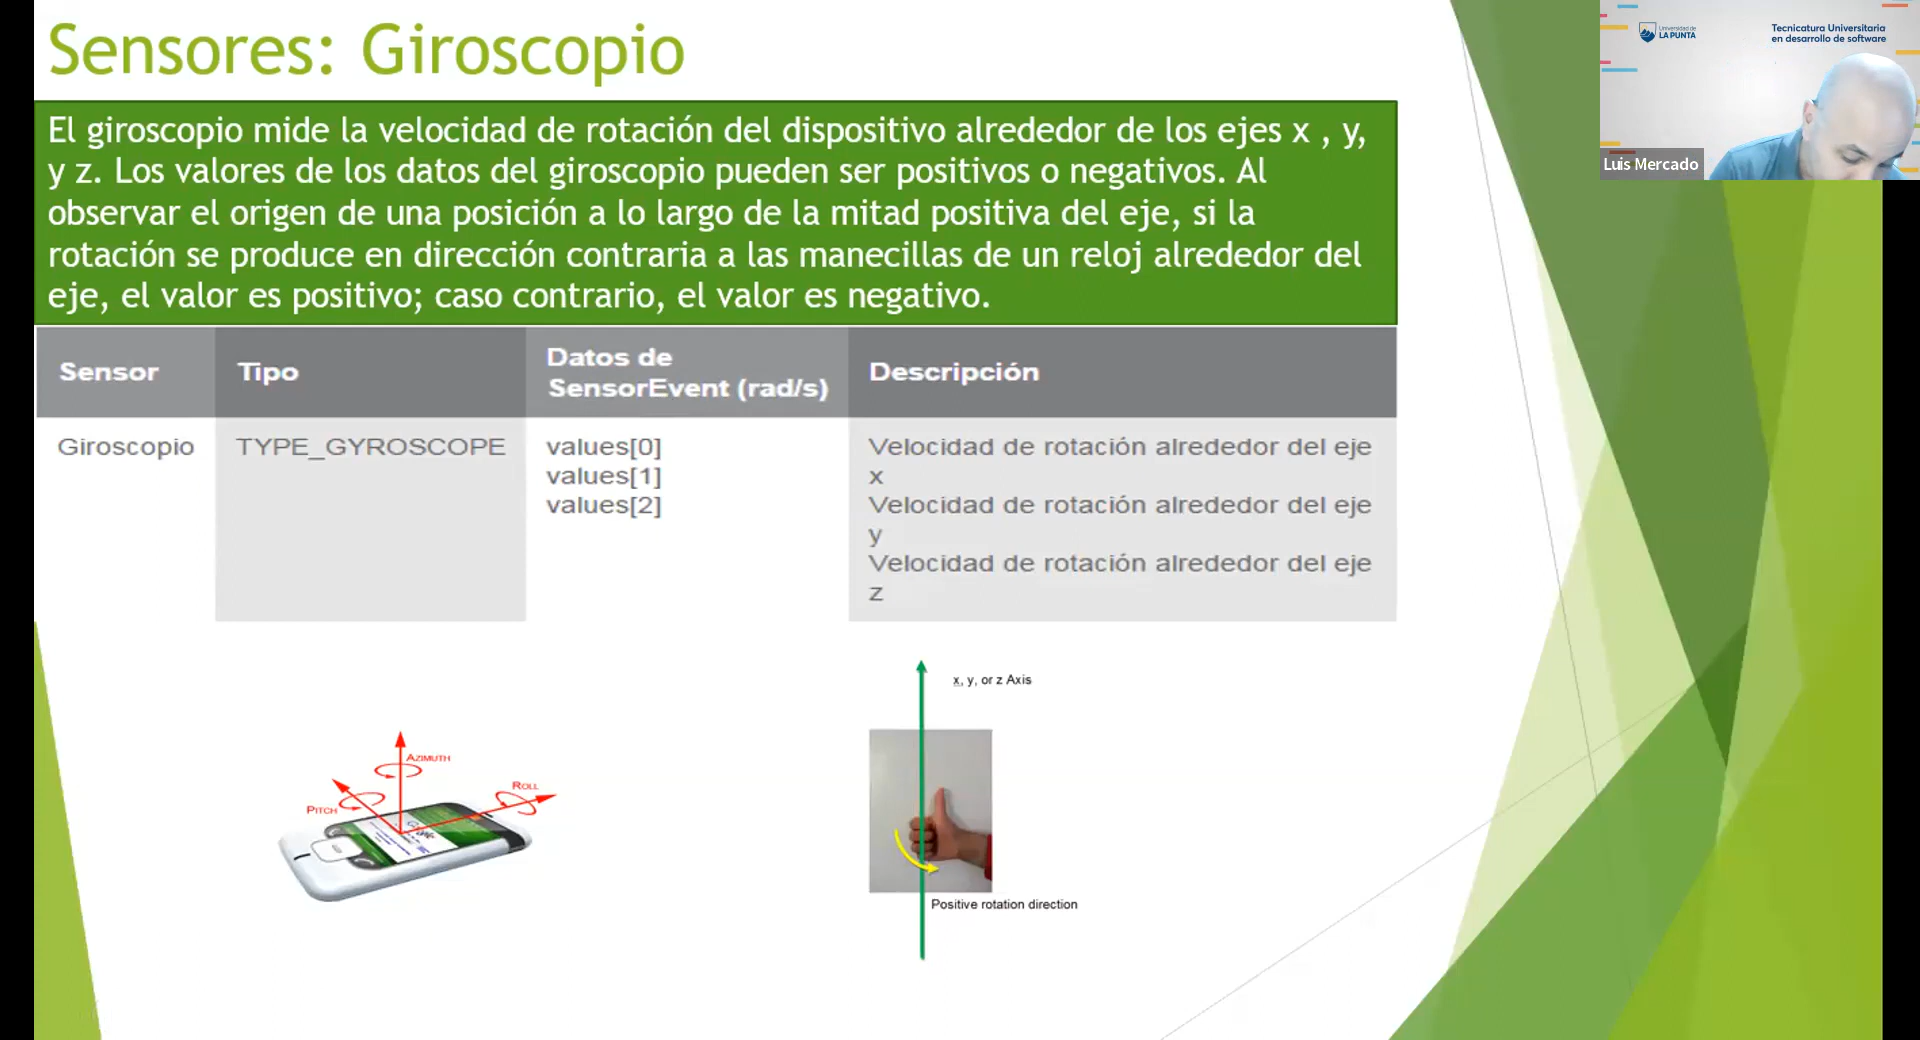 Sensores: Giroscopio
El giroscopio mide la velocidad de rotación del dispositivo alrededor de los ejes x , y,
y z. Los valores de los datos del giroscopio pueden ser positivos o negativos. Al
observar el origen de una posición a lo largo de la mitad positiva del eje, si la
rotación se produce en dirección contraria a las manecillas de un reloj alrededor del
eje, el valor es positivo; caso contrario, el valor es negativo.
Sensor
Tipo
Datos de
SensorEvent (rad/s)
Descripción
Giroscopio
TYPE_GYROSCOPE
values[0]
values[1]
values[2]
Velocidad de rotación alrededor del eje
x
Velocidad de rotación alrededor del eje
y
Velocidad de rotación alrededor del eje
z
AZIMUTH
PITCH
ROLL
x, y, or z Axis
Positive rotation direction
Universidad de
LA PUNTA
Tecnicatura Universitaria
en desarrollo de software
Luis Mercado